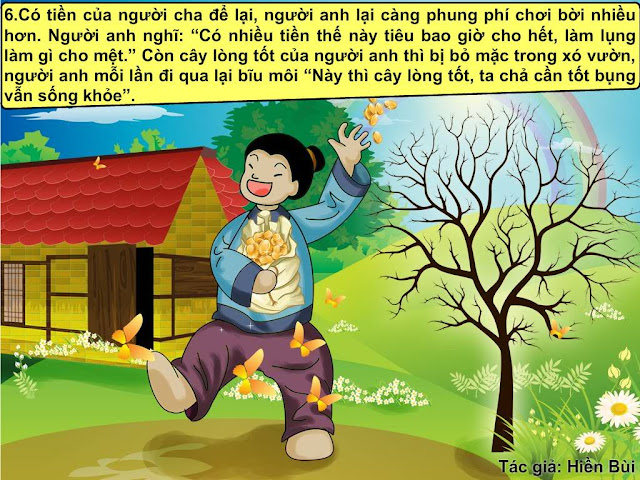 6.Có tiền của người cha để lại, người anh lại càng phung phí chơi bời nhiều
hơn. Người anh nghĩ: “Có nhiều tiền thế này tiêu bao giờ cho hết, làm lụng
làm gì cho mệt.” Còn cây lòng tốt của người anh thì bị bỏ mặc trong xó vườn,
người anh mỗi lần đi qua lại bĩu môi “Này thì cây lòng tốt, ta chả cần tốt bụng
vẫn sống khỏe”.
Tác giả: Hiền Bùi